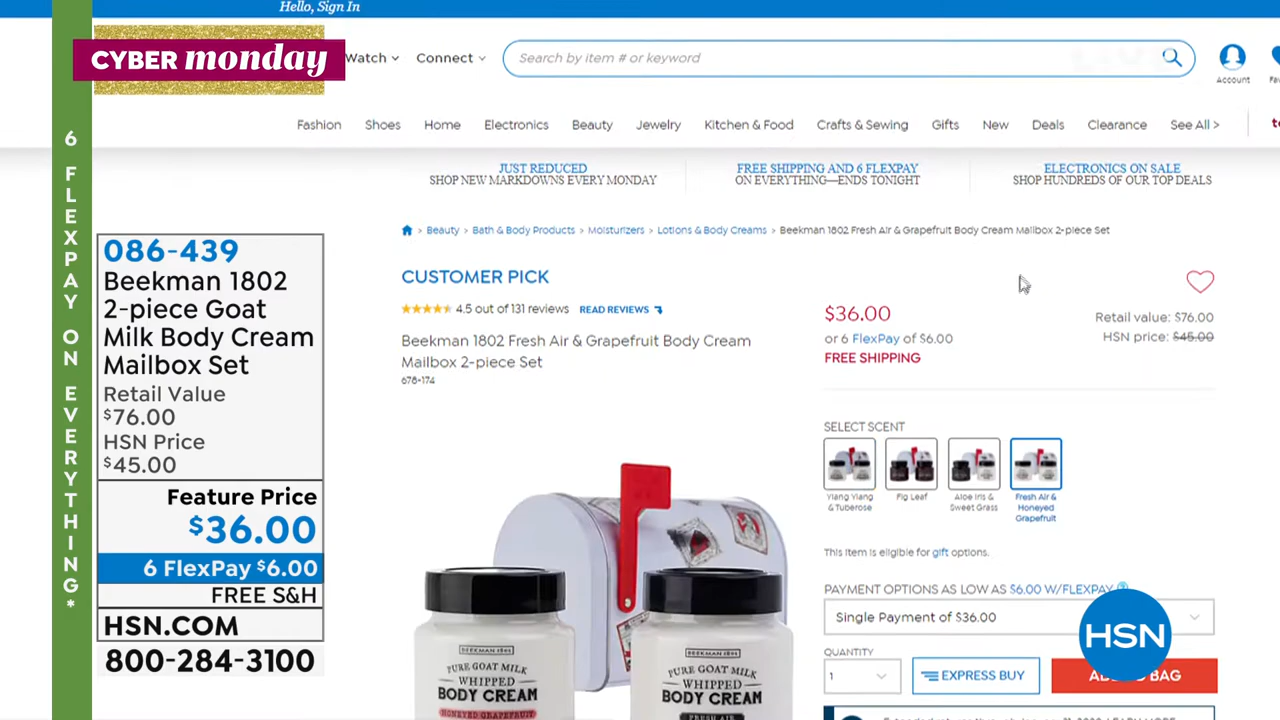 Hello, Sign In
CYBER monday
Watch
Connect
Search by item # or keyword
Account
Fashion
Shoes
Home
Electronics
Beauty
Jewelry
Kitchen & Food
Crafts & Sewing
Gifts
New
Deals
Clearance
See All >
JUST REDUCED
SHOP NEW MARKDOWNS EVERY MONDAY
FREE SHIPPING AND 6 FLEXPAY
ON EVERYTHING—ENDS TONIGHT
ELECTRONICS ON SALE
SHOP HUNDREDS OF OUR TOP DEALS
6 FLEXPAY ON EVERYTHING*
086-439
Beekman 1802
2-piece Goat
Milk Body Cream
Mailbox Set
Retail Value
$76.00
HSN Price
$45.00
Feature Price
$36.00
6 FlexPay $6.00
FREE S&H
HSN.COM
800-284-3100
> Beauty > Bath & Body Products > Moisturizers > Lotions & Body Creams > Beekman 1802 Fresh Air & Grapefruit Body Cream Mailbox 2-piece Set
CUSTOMER PICK
4.5 out of 131 reviews READ REVIEWS
Beekman 1802 Fresh Air & Grapefruit Body Cream
Mailbox 2-piece Set
678-174
$36.00
or 6 FlexPay of $6.00
FREE SHIPPING
Retail value: $76.00
HSN price: $45.00
SELECT SCENT
Ylang Ylang
& Tuberose
Fig Leaf
Aloe Iris &
Sweet Grass
Fresh Air &
Honeyed
Grapefruit
This item is eligible for gift options.
PAYMENT OPTIONS AS LOW AS $6.00 W/FLEXPAY
Single Payment of $36.00
QUANTITY
1
EXPRESS BUY
BAG
HSN
BEEKMAN 1802
PURE GOAT MILK
WHIPPED
BODY CREAM
HONEYED GRAPEFRUIT
BEEKMAN 1802
PURE GOAT MILK
WHIPPED
BODY CREAM
FRESH AIR